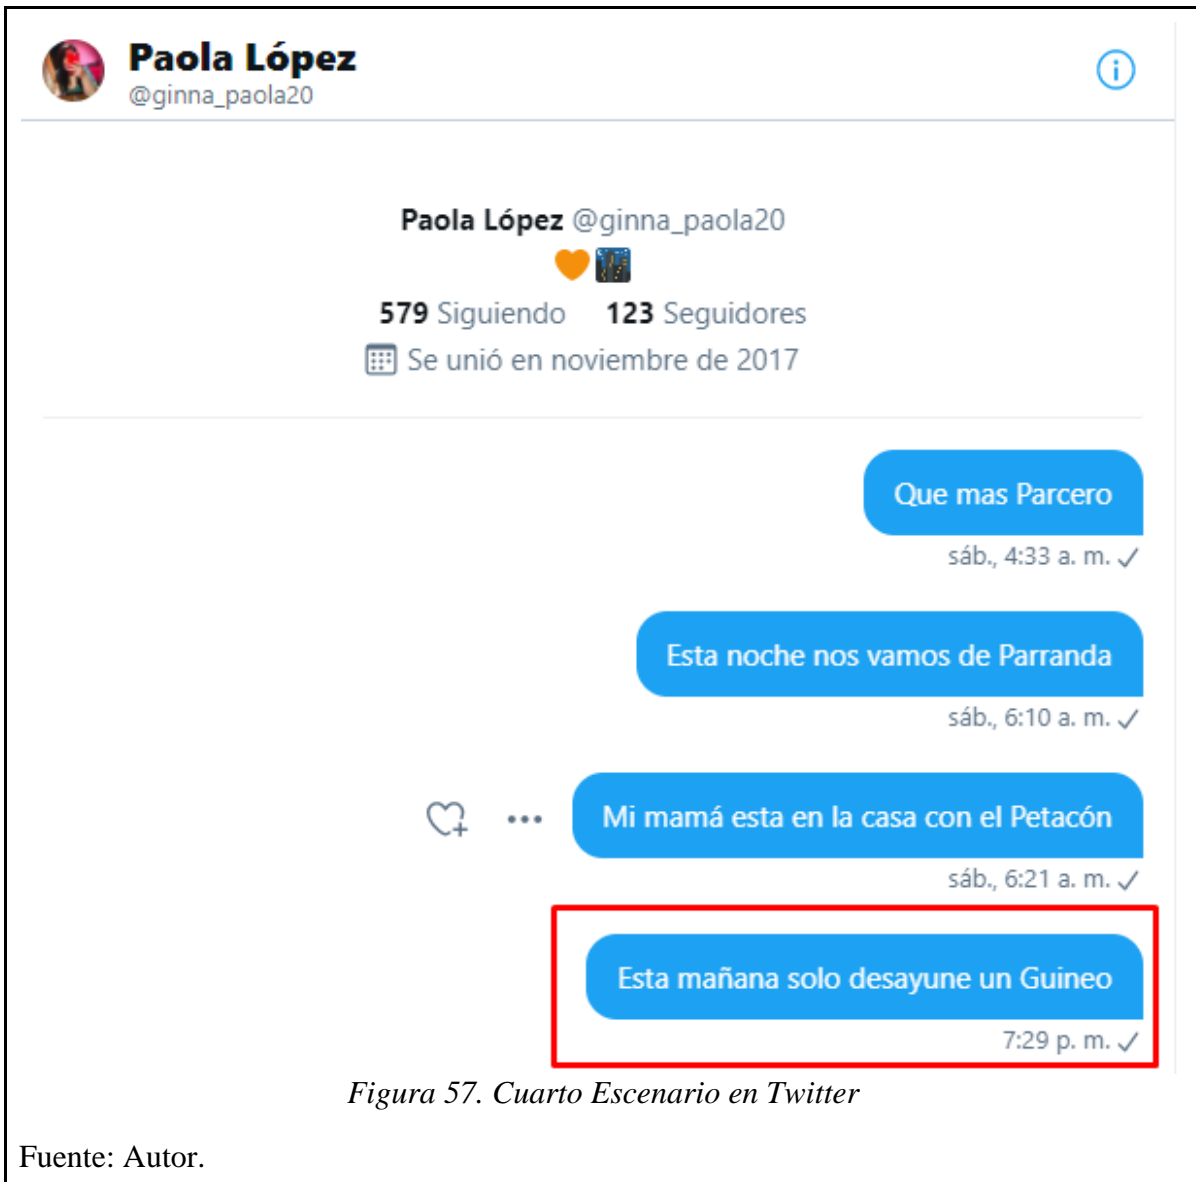 Paola López
@ginna_paola20
Paola López @ginna_paola20
579 Siguiendo 123 Seguidores
Se unió en noviembre de 2017
Que mas Parcero
sáb., 4:33 a. m.
Esta noche nos vamos de Parranda
sáb., 6:10 a. m.
Mi mamá esta en la casa con el Petacón
sáb., 6:21 a. m.
Esta mañana solo desayune un Guineo
7:29 p. m.
Figura 57. Cuarto Escenario en Twitter
Fuente: Autor.